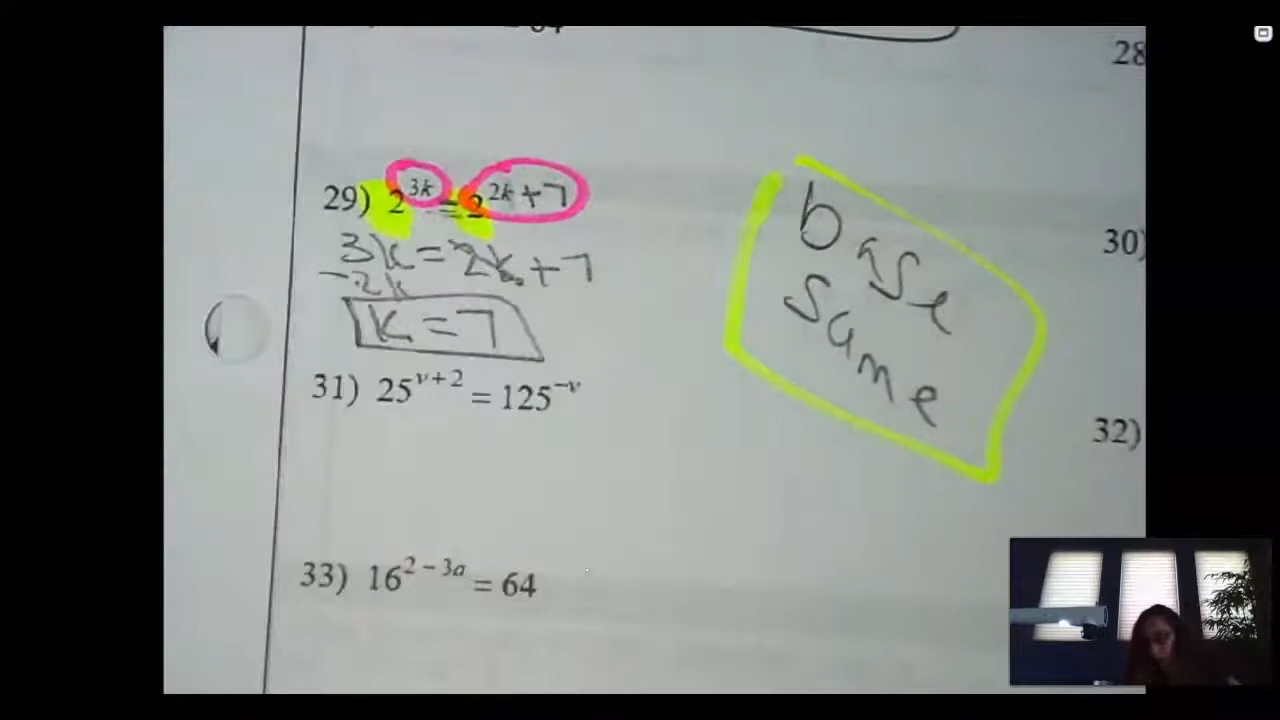 28
29) 2^{3k} = 2^{2k + 7}
3k = 2k + 7
-2k
k = 7
base
same
30)
31) 25^{v + 2} = 125^{-v}
32)
33) 16^{2 - 3a} = 64